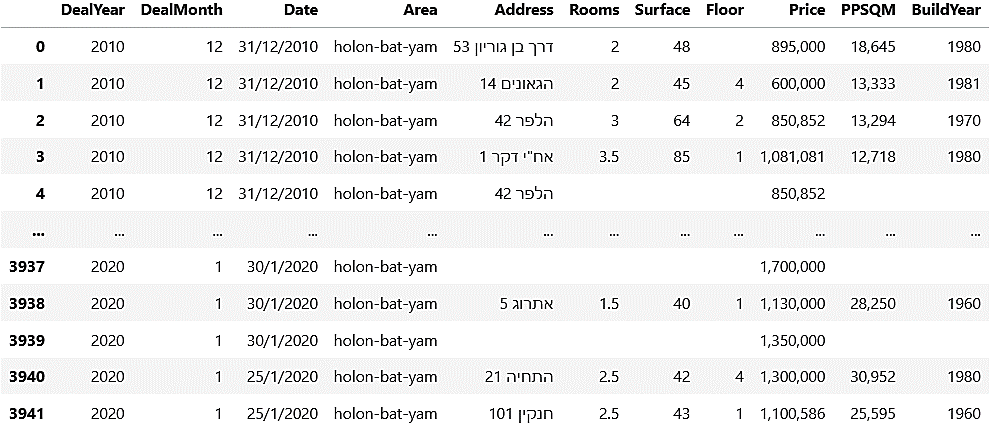 DealYear DealMonth Date Area Address Rooms Surface Floor Price PPSQM BuildYear
0 2010 12 31/12/2010 holon-bat-yam דרך בן גוריון 53 2 48 895,000 18,645 1980
1 2010 12 31/12/2010 holon-bat-yam הגאונים 14 2 45 4 600,000 13,333 1981
2 2010 12 31/12/2010 holon-bat-yam הלפר 42 3 64 2 850,852 13,294 1970
3 2010 12 31/12/2010 holon-bat-yam אח"י דקר 1 3.5 85 1 1,081,081 12,718 1980
4 2010 12 31/12/2010 holon-bat-yam הלפר 42 850,852
... ... ... ... ... ... ... ... ... ... ... ...
3937 2020 1 30/1/2020 holon-bat-yam 1,700,000
3938 2020 1 30/1/2020 holon-bat-yam אתרוג 5 1.5 40 1 1,130,000 28,250 1960
3939 2020 1 30/1/2020 holon-bat-yam 1,350,000
3940 2020 1 25/1/2020 holon-bat-yam התחיה 21 2.5 42 4 1,300,000 30,952 1980
3941 2020 1 25/1/2020 holon-bat-yam חנקין 101 2.5 43 1 1,100,586 25,595 1960